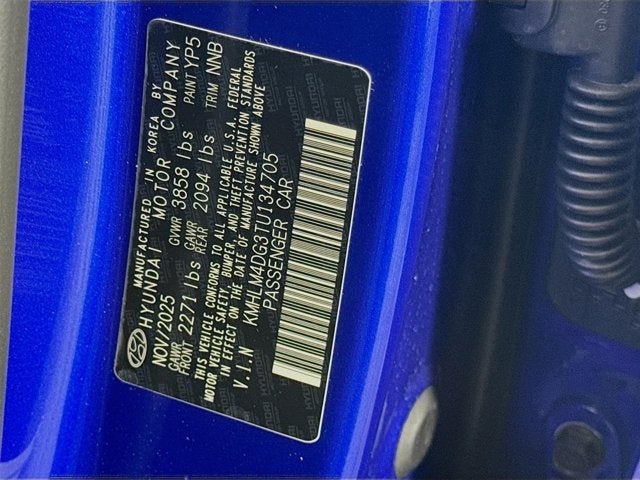 MANUFACTURED IN KOREA BY
HYUNDAI MOTOR COMPANY
NOV/2025 GVWR 3858 lbs PAINT YP5
GAWR FRONT 2271 lbs GAWR REAR 2094 lbs TRIM NNB
THIS VEHICLE CONFORMS TO ALL APPLICABLE U.S.A. FEDERAL
MOTOR VEHICLE SAFETY, BUMPER, AND THEFT PREVENTION STANDARDS
IN EFFECT ON THE DATE OF MANUFACTURE SHOWN ABOVE
V.I.N KMHLM4DG3TU134705
PASSENGER CAR